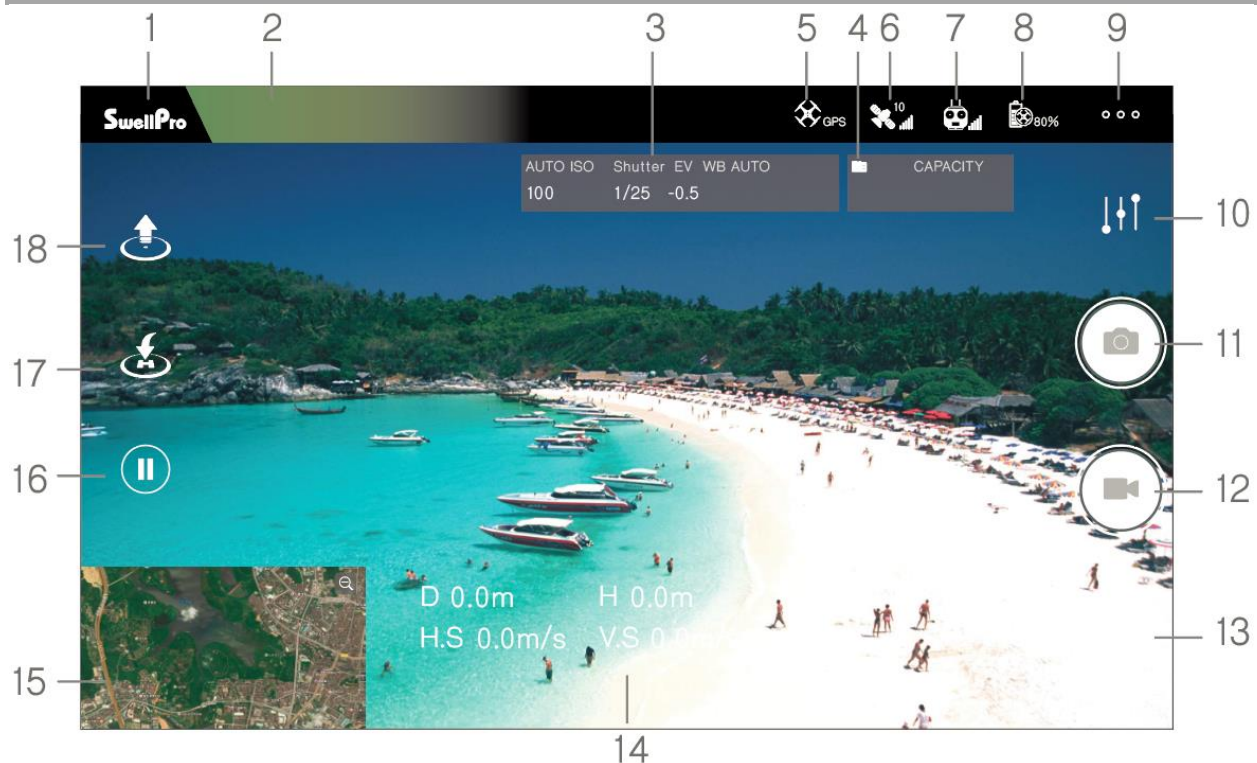 1 2 3 5 4 6 7 8 9
SwellPro
GPS 10 80%
AUTO ISO Shutter EV WB AUTO CAPACITY
100 1/25 -0.5
10
18
11
17
16
12
D 0.0m H 0.0m
H.S 0.0m/s V.S 0.0m/s
13
15
14